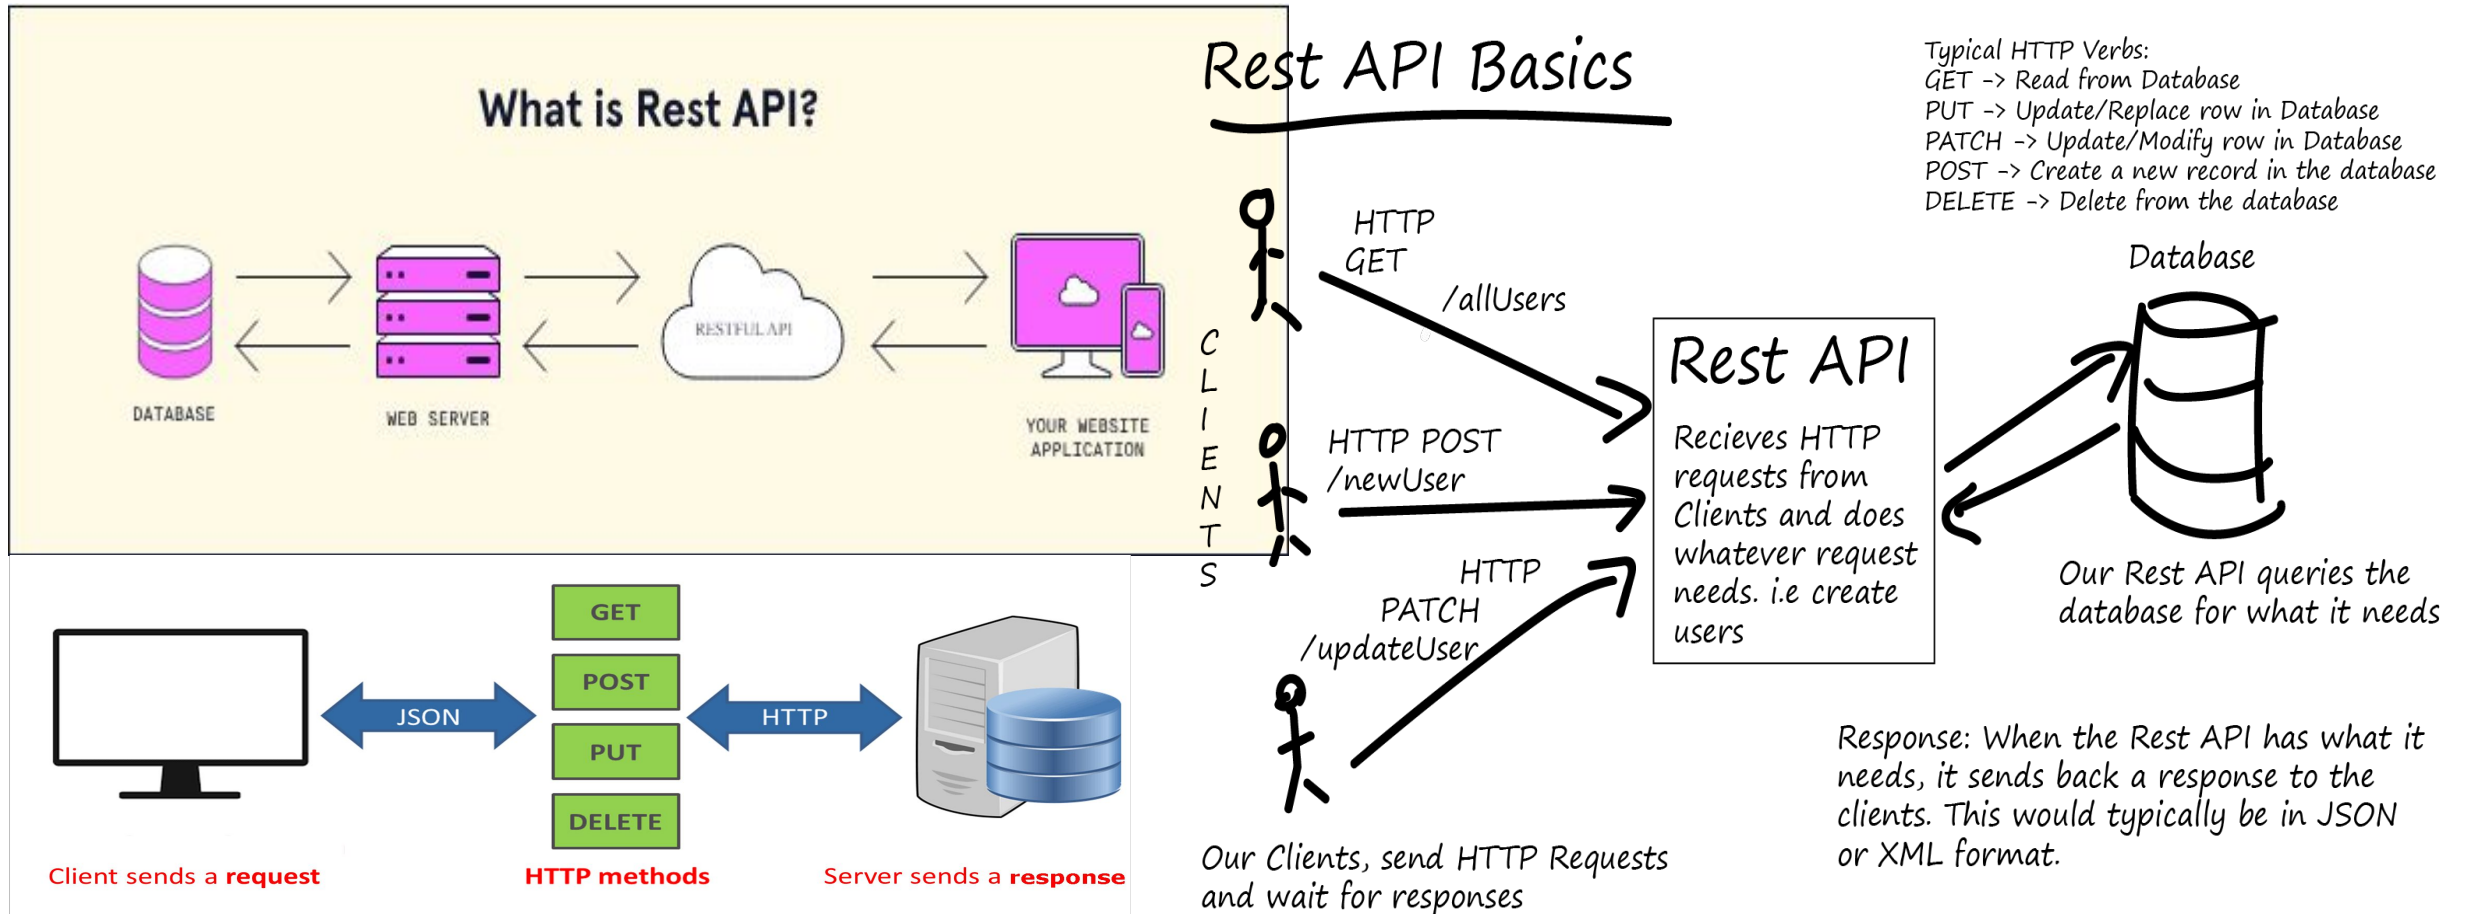 What is Rest API?
RESTFUL API
DATABASE
WEB SERVER
YOUR WEBSITE
APPLICATION
GET
POST
PUT
DELETE
JSON
HTTP
Client sends a request
HTTP methods
Server sends a response
Rest API Basics
Typical HTTP Verbs:
GET -> Read from Database
PUT -> Update/Replace row in Database
PATCH -> Update/Modify row in Database
POST -> Create a new record in the database
DELETE -> Delete from the database
CLIENTS
HTTP
GET
/allUsers
HTTP POST
/newUser
HTTP
PATCH
/updateUser
Our Clients, send HTTP Requests
and wait for responses
Rest API
Recieves HTTP
requests from
Clients and does
whatever request
needs. i.e create
users
Database
Our Rest API queries the
database for what it needs
Response: When the Rest API has what it
needs, it sends back a response to the
clients. This would typically be in JSON
or XML format.